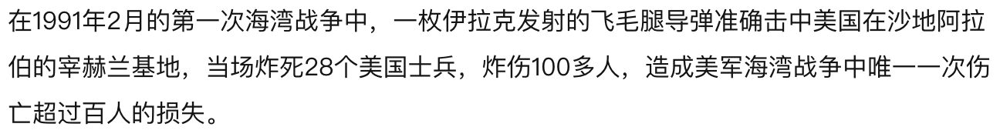 在1991年2月的第一次海湾战争中，一枚伊拉克发射的飞毛腿导弹准确击中美国在沙地阿拉
伯的宰赫兰基地，当场炸死28个美国士兵，炸伤100多人，造成美军海湾战争中唯一一次伤
亡超过百人的损失。